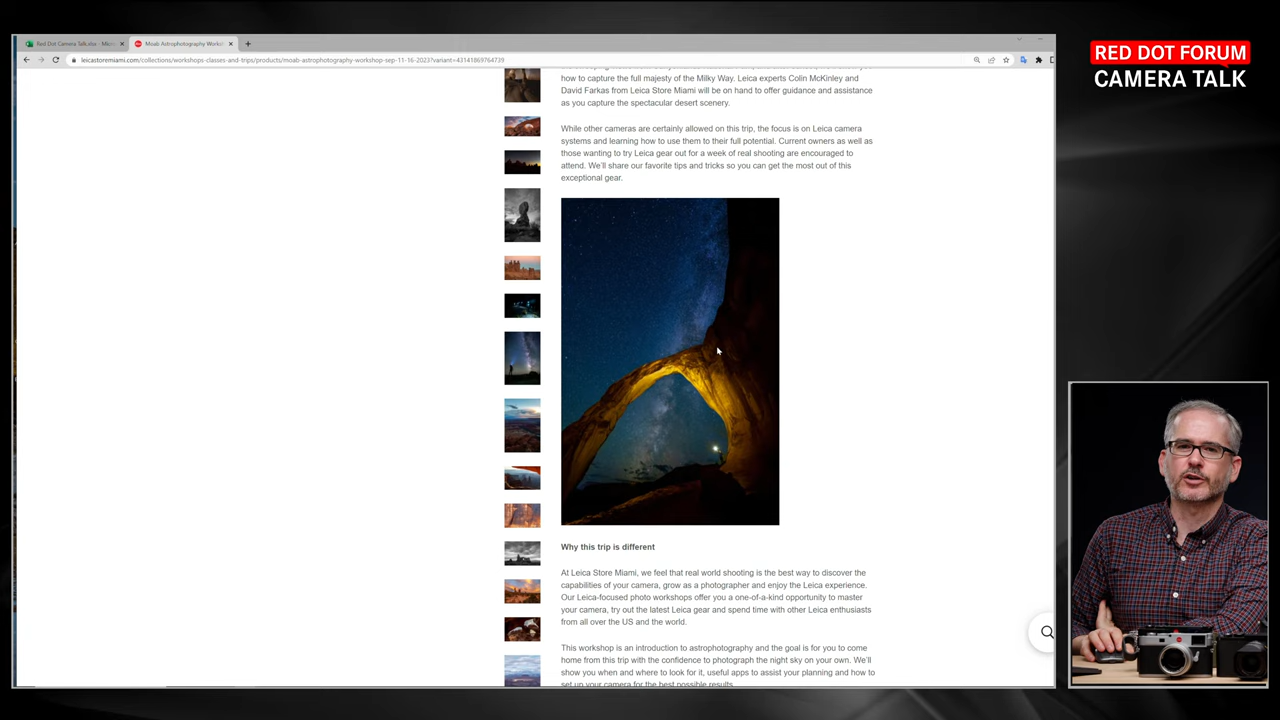 Red Dot Camera Talk.xlsx - Micr
Moab Astrophotography Works
leicastoremiami.com/collections/workshops-classes-and-trips/products/moab-astrophotography-workshop-sep-11-16-2023?variant=43141869764739
RED DOT FORUM
CAMERA TALK
how to capture the full majesty of the Milky Way. Leica experts Colin McKinley and
David Farkas from Leica Store Miami will be on hand to offer guidance and assistance
as you capture the spectacular desert scenery.
While other cameras are certainly allowed on this trip, the focus is on Leica camera
systems and learning how to use them to their full potential. Current owners as well as
those wanting to try Leica gear out for a week of real shooting are encouraged to
attend. We'll share our favorite tips and tricks so you can get the most out of this
exceptional gear.
Why this trip is different
At Leica Store Miami, we feel that real world shooting is the best way to discover the
capabilities of your camera, grow as a photographer and enjoy the Leica experience.
Our Leica-focused photo workshops offer you a one-of-a-kind opportunity to master
your camera, try out the latest Leica gear and spend time with other Leica enthusiasts
from all over the US and the world.
This workshop is an introduction to astrophotography and the goal is for you to come
home from this trip with the confidence to photograph the night sky on your own. We'll
show you when and where to look for it, useful apps to assist your planning and how to
set up your camera for the best possible results.